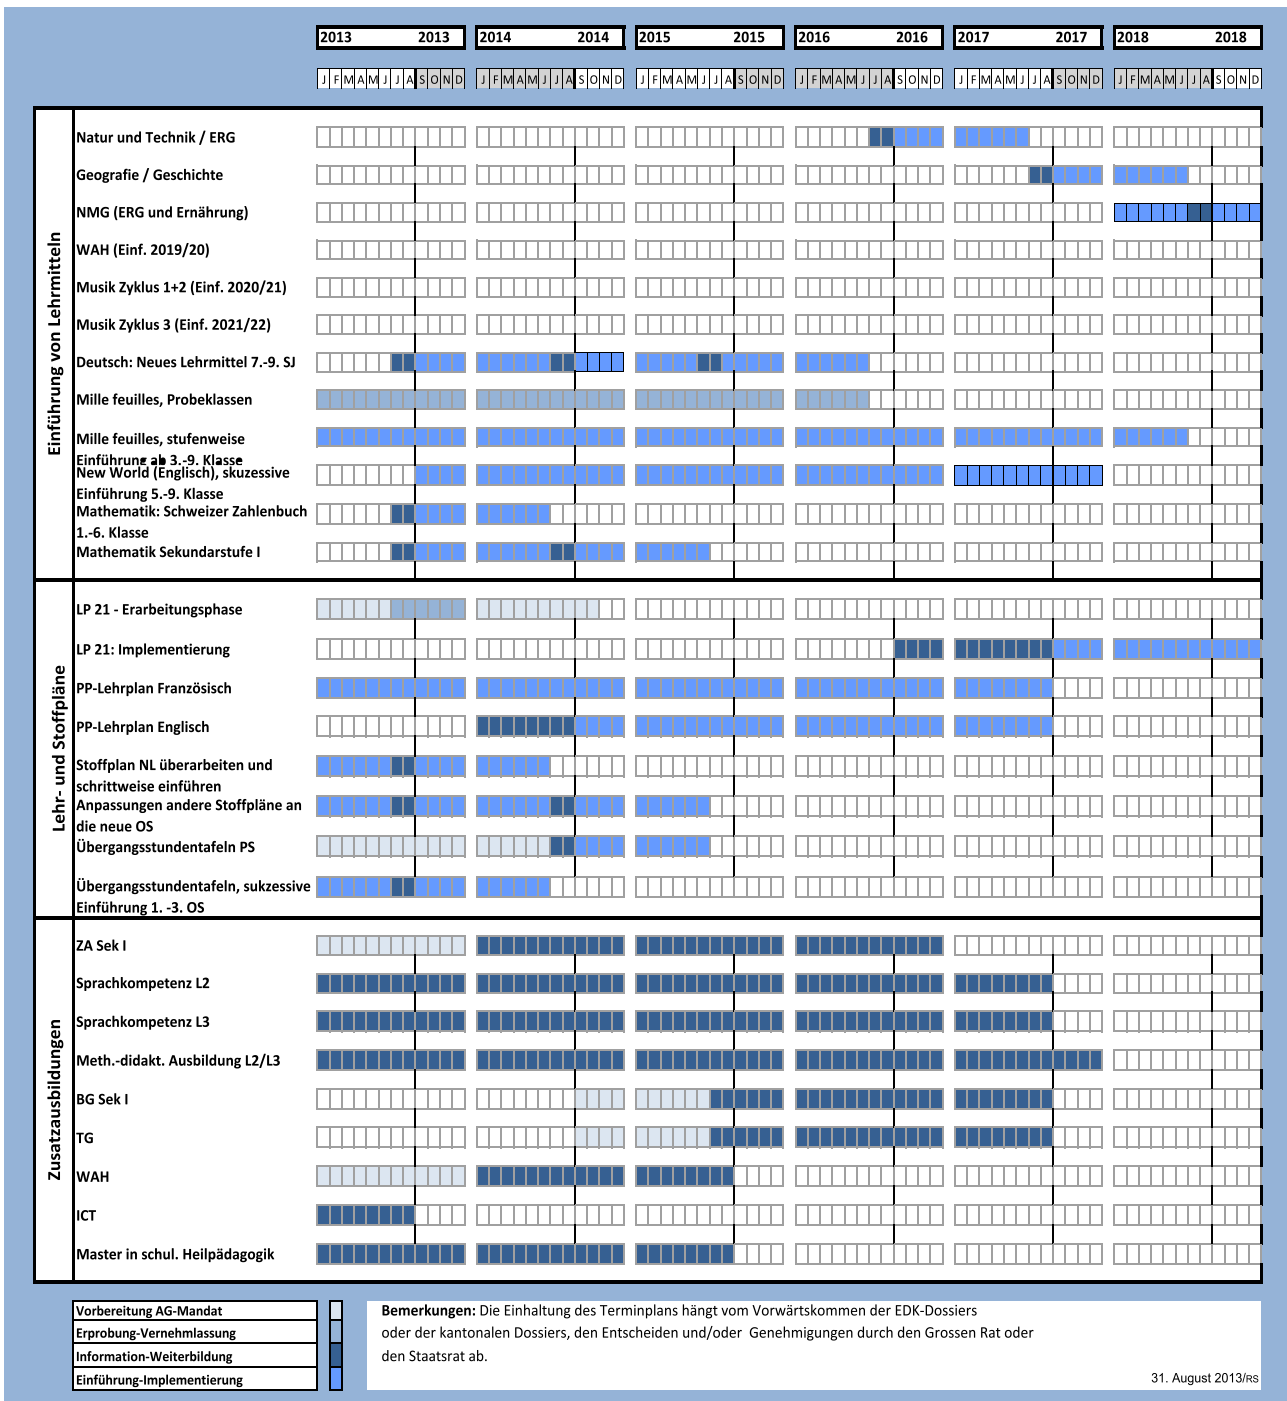 2013 2013 2014 2014 2015 2015 2016 2016 2017 2017 2018 2018
J F M A M J J A S O N D J F M A M J J A S O N D J F M A M J J A S O N D J F M A M J J A S O N D J F M A M J J A S O N D J F M A M J J A S O N D
Einführung von Lehrmitteln
Natur und Technik / ERG
Geografie / Geschichte
NMG (ERG und Ernährung)
WAH (Einf. 2019/20)
Musik Zyklus 1+2 (Einf. 2020/21)
Musik Zyklus 3 (Einf. 2021/22)
Deutsch: Neues Lehrmittel 7.-9. SJ
Mille feuilles, Probeklassen
Mille feuilles, stufenweise
Einführung ab 3.-9. Klasse
New World (Englisch), skuzessive
Einführung 5.-9. Klasse
Mathematik: Schweizer Zahlenbuch
1.-6. Klasse
Mathematik Sekundarstufe I
Lehr- und Stoffpläne
LP 21 - Erarbeitungsphase
LP 21: Implementierung
PP-Lehrplan Französisch
PP-Lehrplan Englisch
Stoffplan NL überarbeiten und
schrittweise einführen
Anpassungen andere Stoffpläne an
die neue OS
Übergangsstundentafeln PS
Übergangsstundentafeln, sukzessive
Einführung 1. -3. OS
Zusatzausbildungen
ZA Sek I
Sprachkompetenz L2
Sprachkompetenz L3
Meth.-didakt. Ausbildung L2/L3
BG Sek I
TG
WAH
ICT
Master in schul. Heilpädagogik
Vorbereitung AG-Mandat
Erprobung-Vernehmlassung
Information-Weiterbildung
Einführung-Implementierung
Bemerkungen: Die Einhaltung des Terminplans hängt vom Vorwärtskommen der EDK-Dossiers
oder der kantonalen Dossiers, den Entscheiden und/oder Genehmigungen durch den Grossen Rat oder
den Staatsrat ab.
31. August 2013/RS